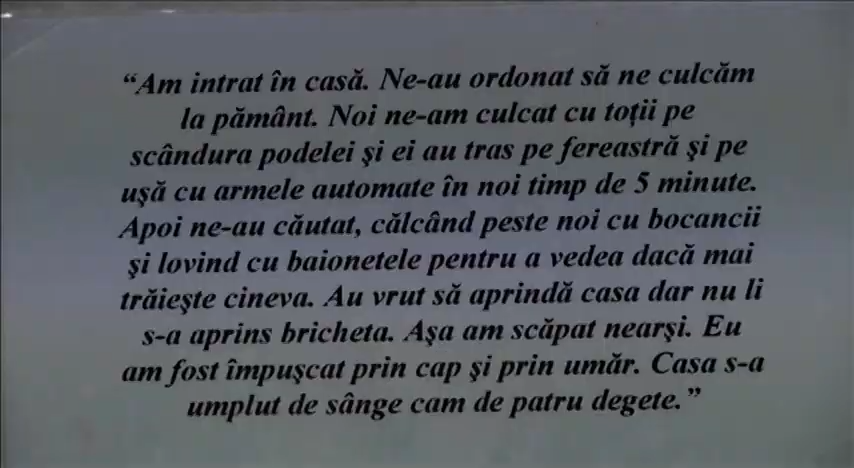 “Am intrat în casă. Ne-au ordonat să ne culcăm
la pământ. Noi ne-am culcat cu toții pe
scândura podelei şi ei au tras pe fereastră şi pe
uşă cu armele automate în noi timp de 5 minute.
Apoi ne-au căutat, călcând peste noi cu bocancii
şi lovind cu baionetele pentru a vedea dacă mai
trăieşte cineva. Au vrut să aprindă casa dar nu li
s-a aprins bricheta. Aşa am scăpat nearşi. Eu
am fost împuşcat prin cap şi prin umăr. Casa s-a
umplut de sânge cam de patru degete.”